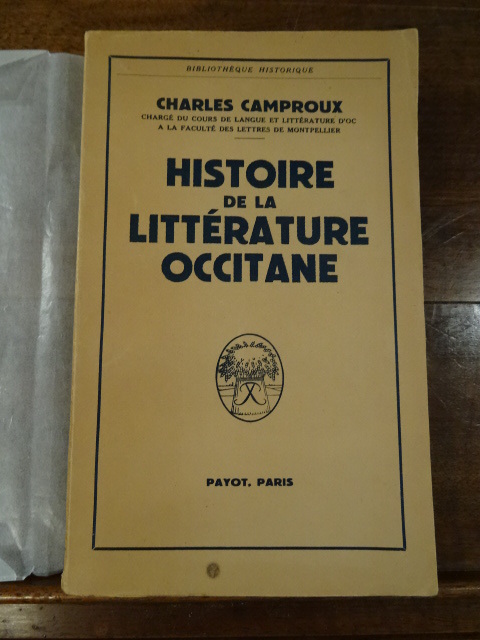 BIBLIOTHÈQUE HISTORIQUE
CHARLES CAMPROUX
CHARGÉ DU COURS DE LANGUE ET LITTÉRATURE D'OC
A LA FACULTÉ DES LETTRES DE MONTPELLIER
HISTOIRE
DE LA
LITTÉRATURE
OCCITANE
PAYOT, PARIS